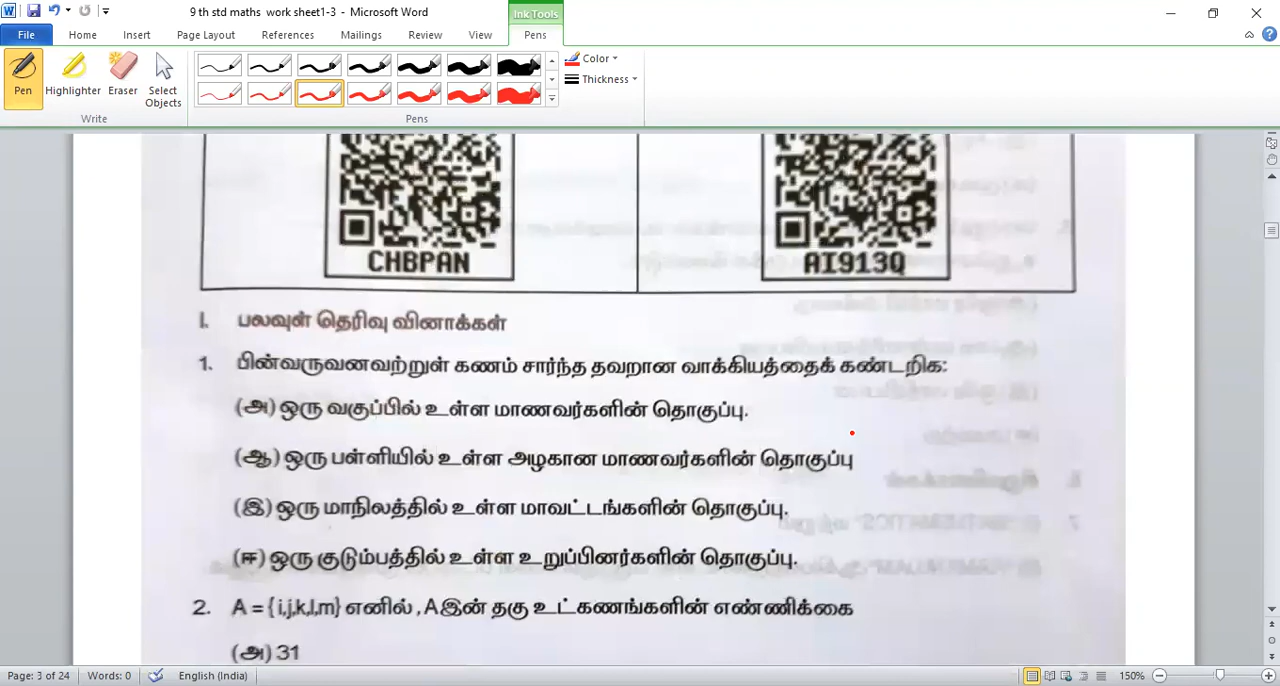 9 th std maths work sheet1-3 - Microsoft Word
Ink Tools
File Home Insert Page Layout References Mailings Review View Pens
Pen Highlighter Eraser Select Objects
Color
Thickness
Write Pens
CHBPAN AI913Q
I. பலவுள் தெரிவு வினாக்கள்
1. பின்வருவனவற்றுள் கணம் சார்ந்த தவறான வாக்கியத்தைக் கண்டறிக:
(அ) ஒரு வகுப்பில் உள்ள மாணவர்களின் தொகுப்பு.
(ஆ) ஒரு பள்ளியில் உள்ள அழகான மாணவர்களின் தொகுப்பு
(இ) ஒரு மாநிலத்தில் உள்ள மாவட்டங்களின் தொகுப்பு.
(ஈ) ஒரு குடும்பத்தில் உள்ள உறுப்பினர்களின் தொகுப்பு.
2. A = {i,j,k,l,m} எனில் , A இன் தகு உட்கணங்களின் எண்ணிக்கை
(அ) 31
Page: 3 of 24 Words: 0 English (India) 150%